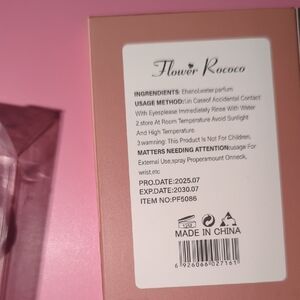 Flower Rococo
INGREDIENTS: Ethanol,water,parfum
USAGE METHOD:1.In Caseof Accidental Contact
With Eyesplease Immediately Rinse With Water
2.store At Room Temperature Avoid Sunlight
And High Temperature
3.warning: This Product Is Not For Children,
MATTERS NEEDING ATTENTION:usage For
External Use,spray Properamount Onneck,
wrist.etc
PRO.DATE:2025.07
EXP.DATE:2030.07
ITEM NO:PF5086
MADE IN CHINA
6 926066 027161